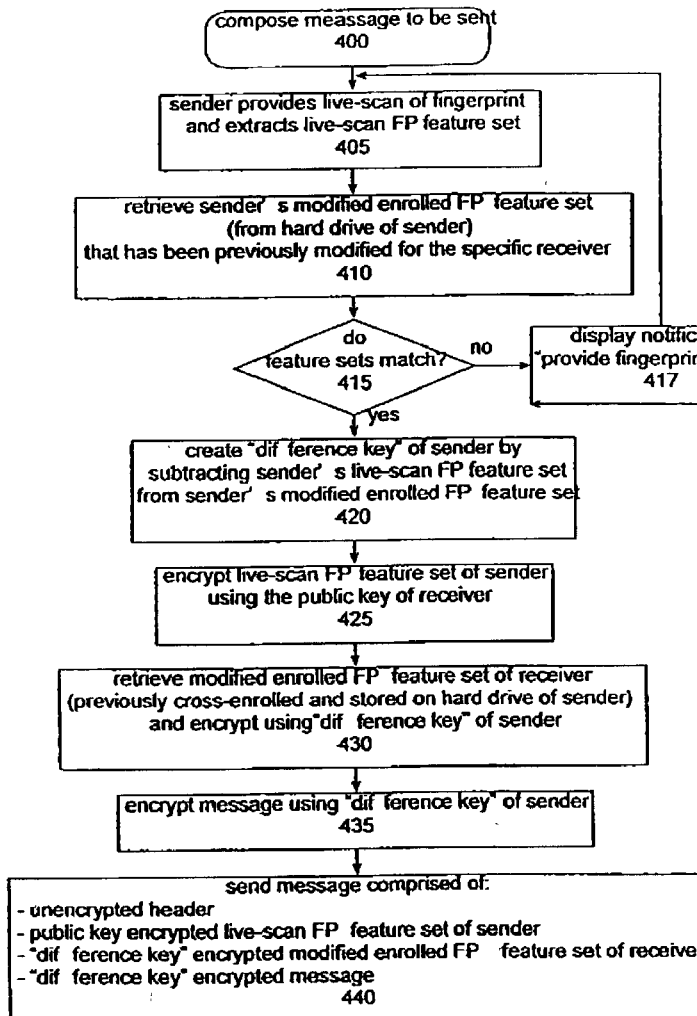 compose meassage to be sent
400
sender provides live-scan of fingerprint
and extracts live-scan FP feature set
405
retrieve sender' s modified enrolled FP feature set
(from hard drive of sender)
that has been previously modified for the specific receiver
410
do
feature sets match?
415
no
yes
display notific
"provide fingerprin
417
create "dif ference key" of sender by
subtracting sender' s live-scan FP feature set
from sender' s modified enrolled FP feature set
420
encrypt live-scan FP feature set of sender
using the public key of receiver
425
retrieve modified enrolled FP feature set of receiver
(previously cross-enrolled and stored on hard drive of sender)
and encrypt using "dif ference key" of sender
430
encrypt message using "dif ference key" of sender
435
send message comprised of:
- unencrypted header
- public key encrypted live-scan FP feature set of sender
- "dif ference key" encrypted modified enrolled FP feature set of receive
- "dif ference key" encrypted message
440